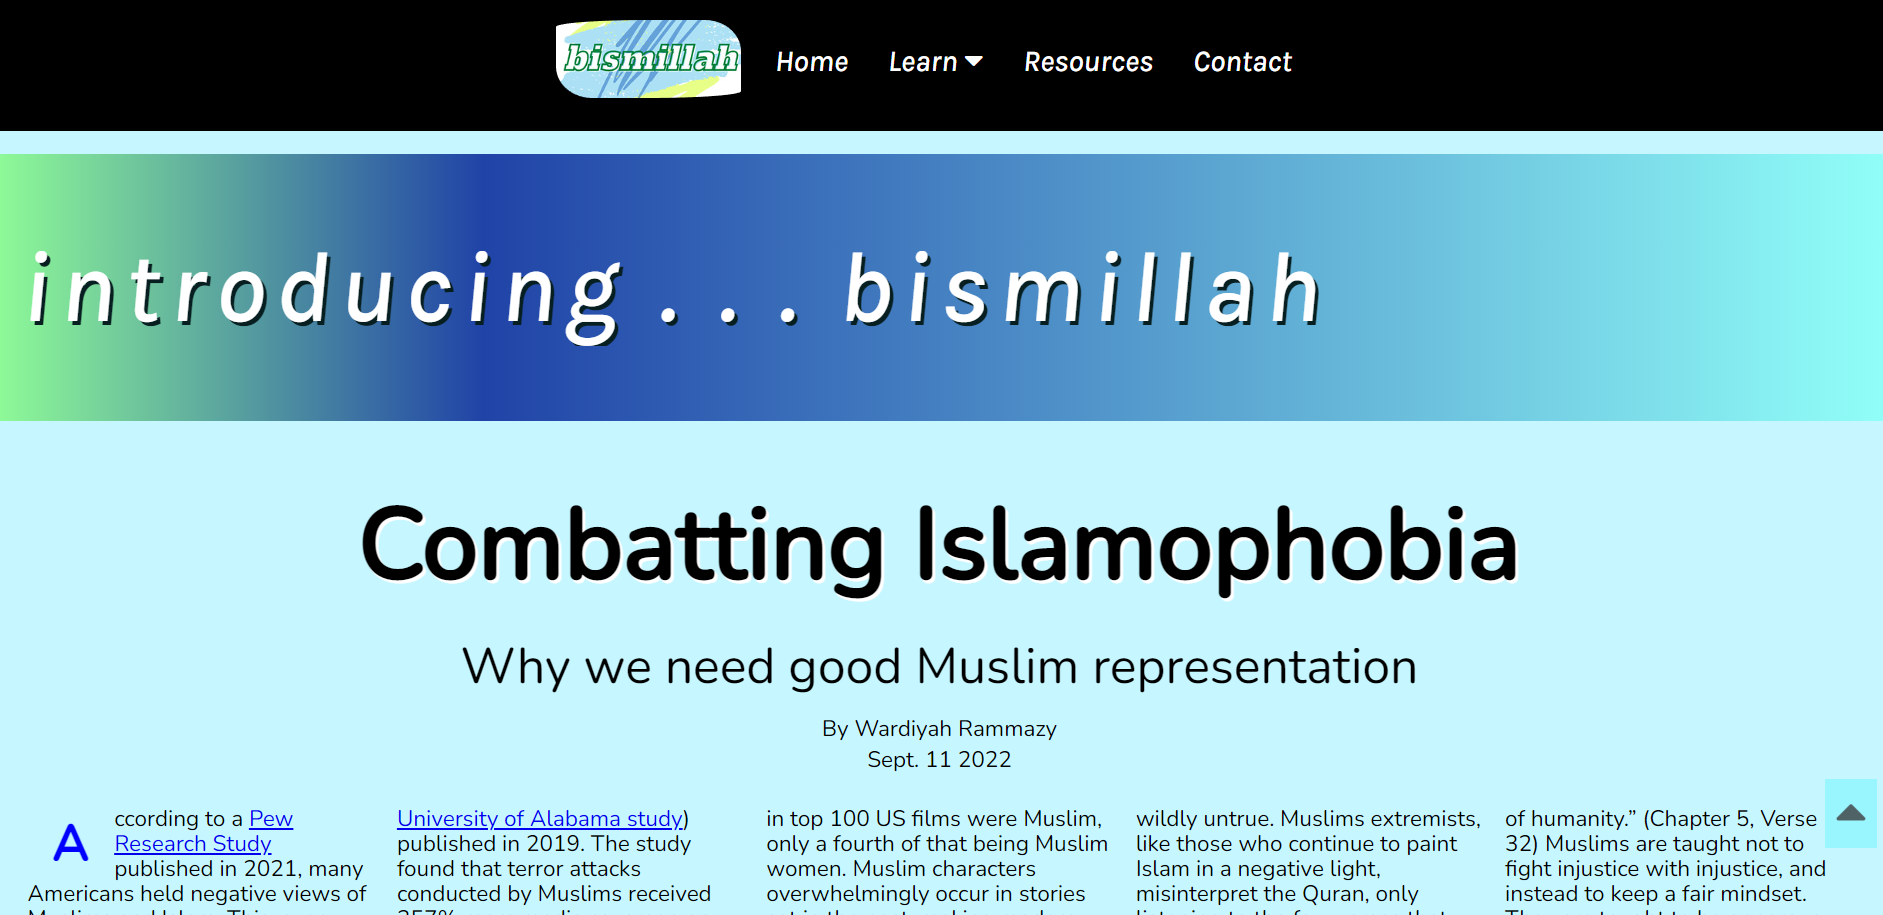 bismillah
Home
Learn
Resources
Contact
introducing . . . bismillah
Combatting Islamophobia
Why we need good Muslim representation
By Wardiyah Rammazy
Sept. 11 2022
According to a Pew
Research Study
published in 2021, many
Americans held negative views of
University of Alabama study)
published in 2019. The study
found that terror attacks
conducted by Muslims received
in top 100 US films were Muslim,
only a fourth of that being Muslim
women. Muslim characters
overwhelmingly occur in stories
wildly untrue. Muslims extremists,
like those who continue to paint
Islam in a negative light,
misinterpret the Quran, only
of humanity.” (Chapter 5, Verse
32) Muslims are taught not to
fight injustice with injustice, and
instead to keep a fair mindset.